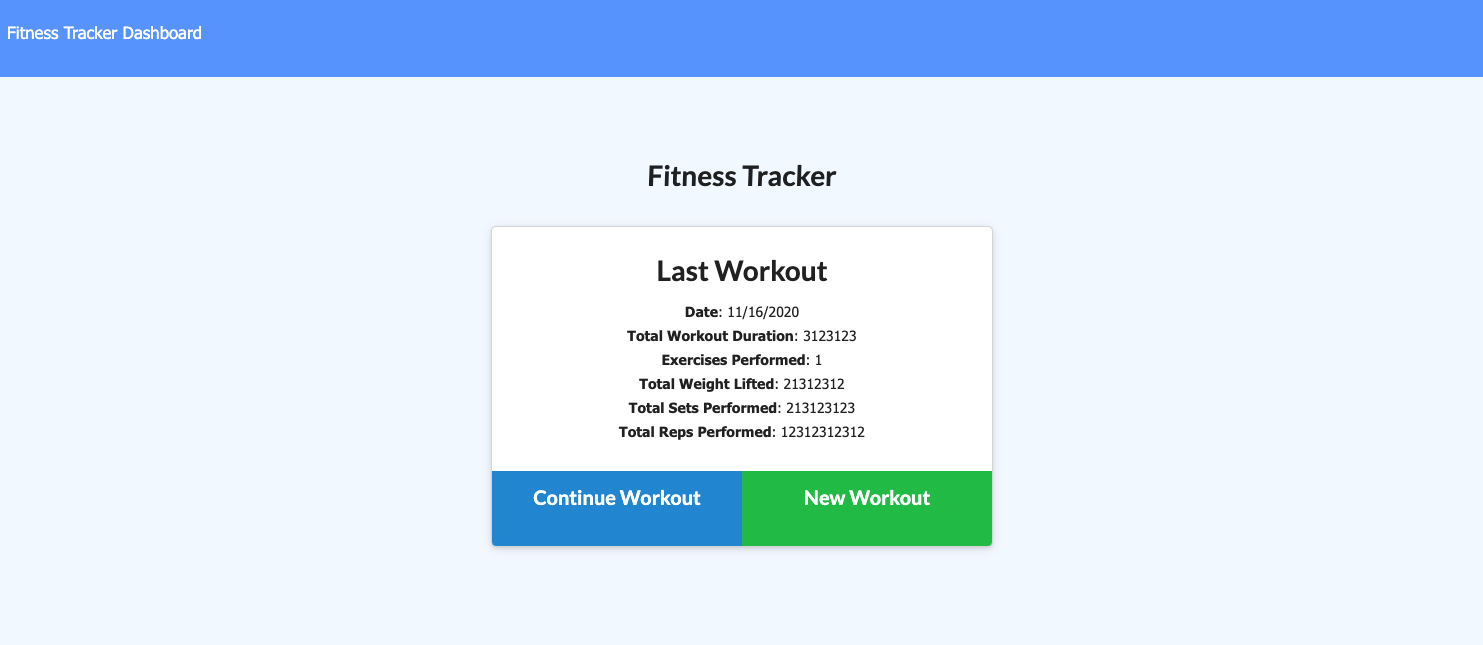 Fitness Tracker Dashboard
Fitness Tracker
Last Workout
Date: 11/16/2020
Total Workout Duration: 3123123
Exercises Performed: 1
Total Weight Lifted: 21312312
Total Sets Performed: 213123123
Total Reps Performed: 12312312312
Continue Workout
New Workout